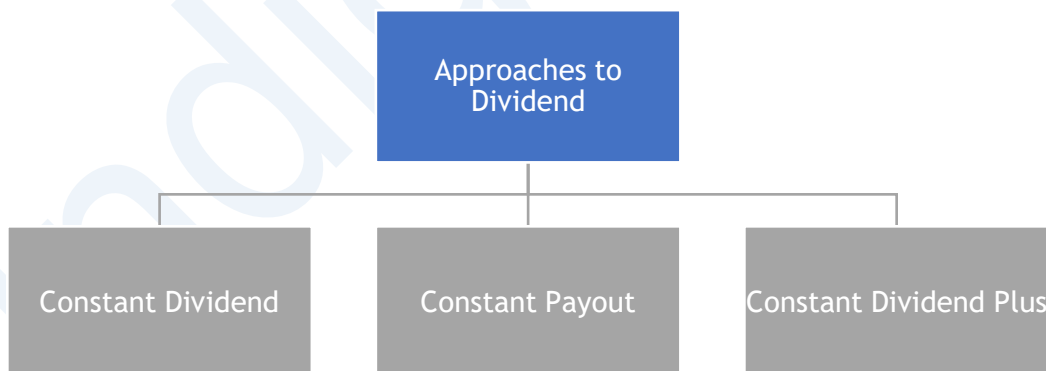 Approaches to
Dividend
Constant Dividend
Constant Payout
Constant Dividend Plus